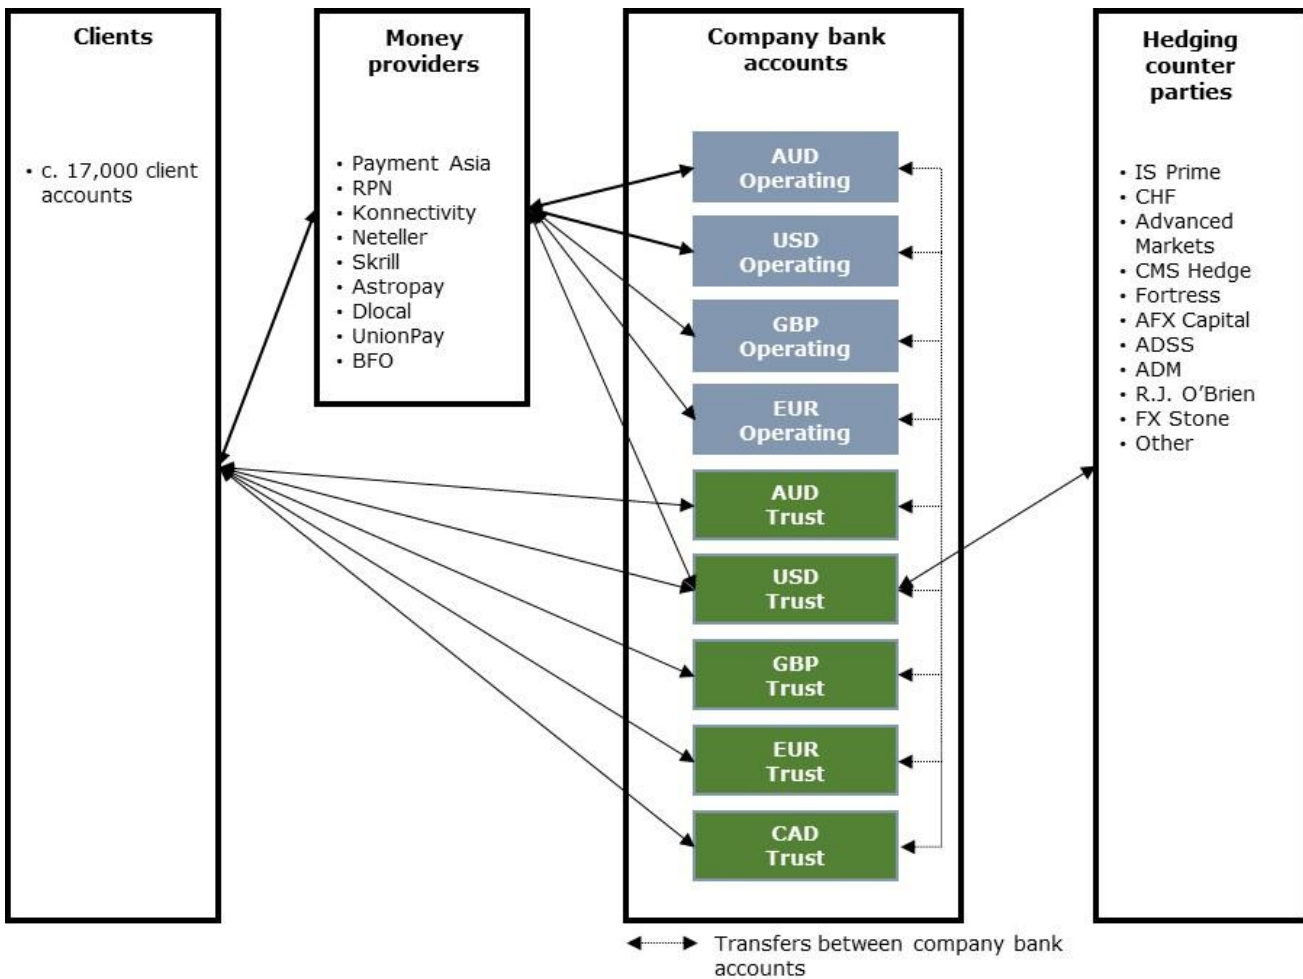 Clients
• c. 17,000 client
accounts
Money
providers
• Payment Asia
• RPN
• Konnectivity
• Neteller
• Skrill
• Astropay
• Dlocal
• UnionPay
• BFO
Company bank
accounts
AUD
Operating
USD
Operating
GBP
Operating
EUR
Operating
AUD
Trust
USD
Trust
GBP
Trust
EUR
Trust
CAD
Trust
Hedging
counter
parties
• IS Prime
• CHF
• Advanced
Markets
• CMS Hedge
• Fortress
• AFX Capital
• ADSS
• ADM
• R.J. O’Brien
• FX Stone
• Other
Transfers between company bank
accounts